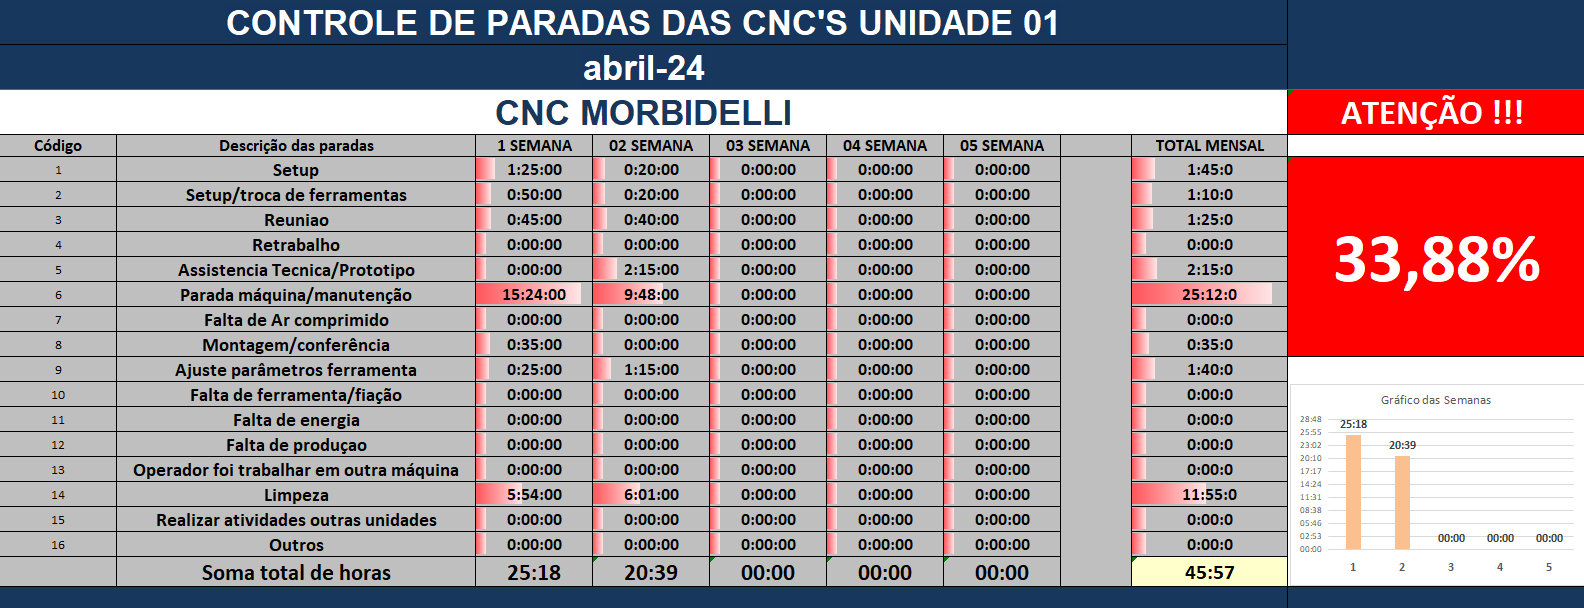 CONTROLE DE PARADAS DAS CNC'S UNIDADE 01
abril-24
CNC MORBIDELLI
ATENÇÃO !!!
Código Descrição das paradas 1 SEMANA 02 SEMANA 03 SEMANA 04 SEMANA 05 SEMANA TOTAL MENSAL
1 Setup 1:25:00 0:20:00 0:00:00 0:00:00 0:00:00 1:45:0
2 Setup/troca de ferramentas 0:50:00 0:20:00 0:00:00 0:00:00 0:00:00 1:10:0
3 Reuniao 0:45:00 0:40:00 0:00:00 0:00:00 0:00:00 1:25:0
4 Retrabalho 0:00:00 0:00:00 0:00:00 0:00:00 0:00:00 0:00:0
5 Assistencia Tecnica/Prototipo 0:00:00 2:15:00 0:00:00 0:00:00 0:00:00 2:15:0
6 Parada máquina/manutenção 15:24:00 9:48:00 0:00:00 0:00:00 0:00:00 25:12:0
7 Falta de Ar comprimido 0:00:00 0:00:00 0:00:00 0:00:00 0:00:00 0:00:0
8 Montagem/conferência 0:35:00 0:00:00 0:00:00 0:00:00 0:00:00 0:35:0
9 Ajuste parâmetros ferramenta 0:25:00 1:15:00 0:00:00 0:00:00 0:00:00 1:40:0
10 Falta de ferramenta/fiação 0:00:00 0:00:00 0:00:00 0:00:00 0:00:00 0:00:0
11 Falta de energia 0:00:00 0:00:00 0:00:00 0:00:00 0:00:00 0:00:0
12 Falta de produçao 0:00:00 0:00:00 0:00:00 0:00:00 0:00:00 0:00:0
13 Operador foi trabalhar em outra máquina 0:00:00 0:00:00 0:00:00 0:00:00 0:00:00 0:00:0
14 Limpeza 5:54:00 6:01:00 0:00:00 0:00:00 0:00:00 11:55:0
15 Realizar atividades outras unidades 0:00:00 0:00:00 0:00:00 0:00:00 0:00:00 0:00:0
16 Outros 0:00:00 0:00:00 0:00:00 0:00:00 0:00:00 0:00:0
Soma total de horas 25:18 20:39 00:00 00:00 00:00 45:57
33,88%
Gráfico das Semanas
28:48
25:55
23:02
20:10
17:17
14:24
11:31
08:38
05:46
02:53
00:00
25:18
20:39
00:00 00:00 00:00
1 2 3 4 5